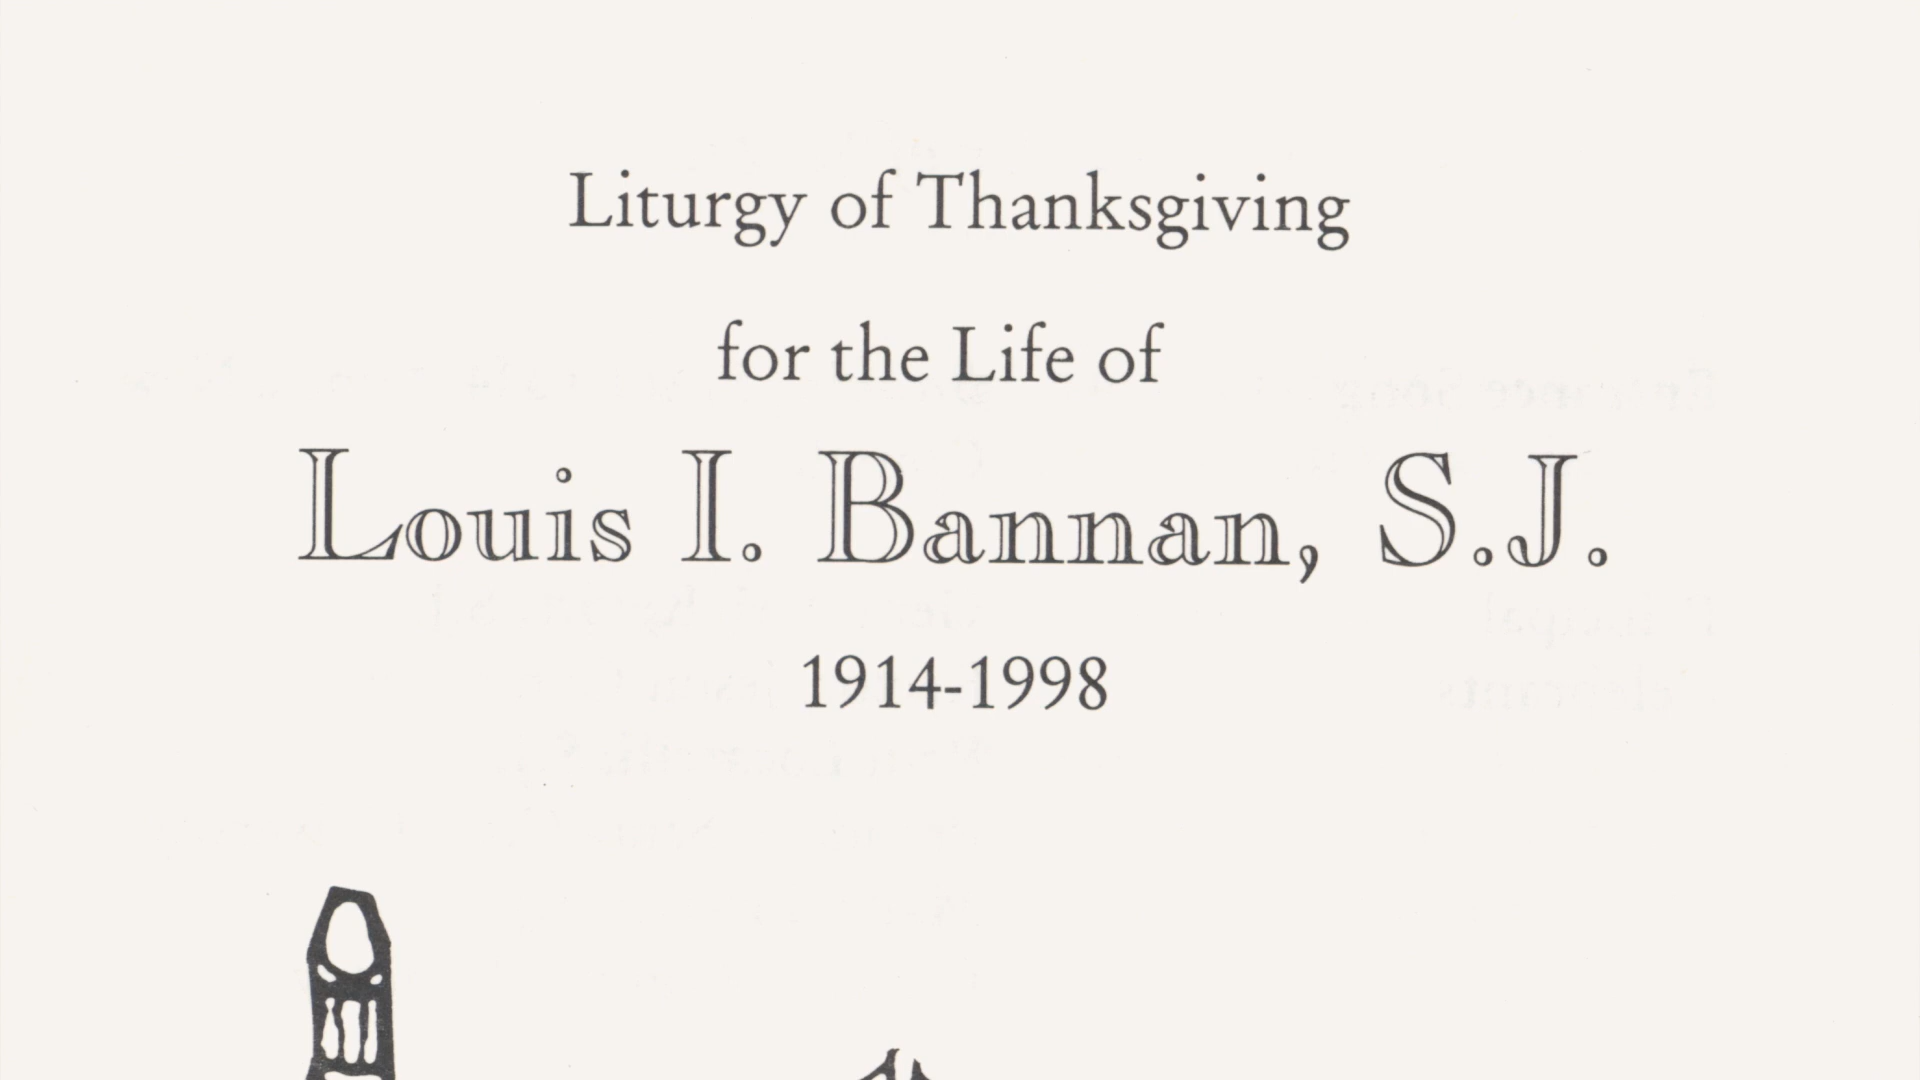 Liturgy of Thanksgiving
for the Life of
Louis I. Bannan, S.J.
1914-1998